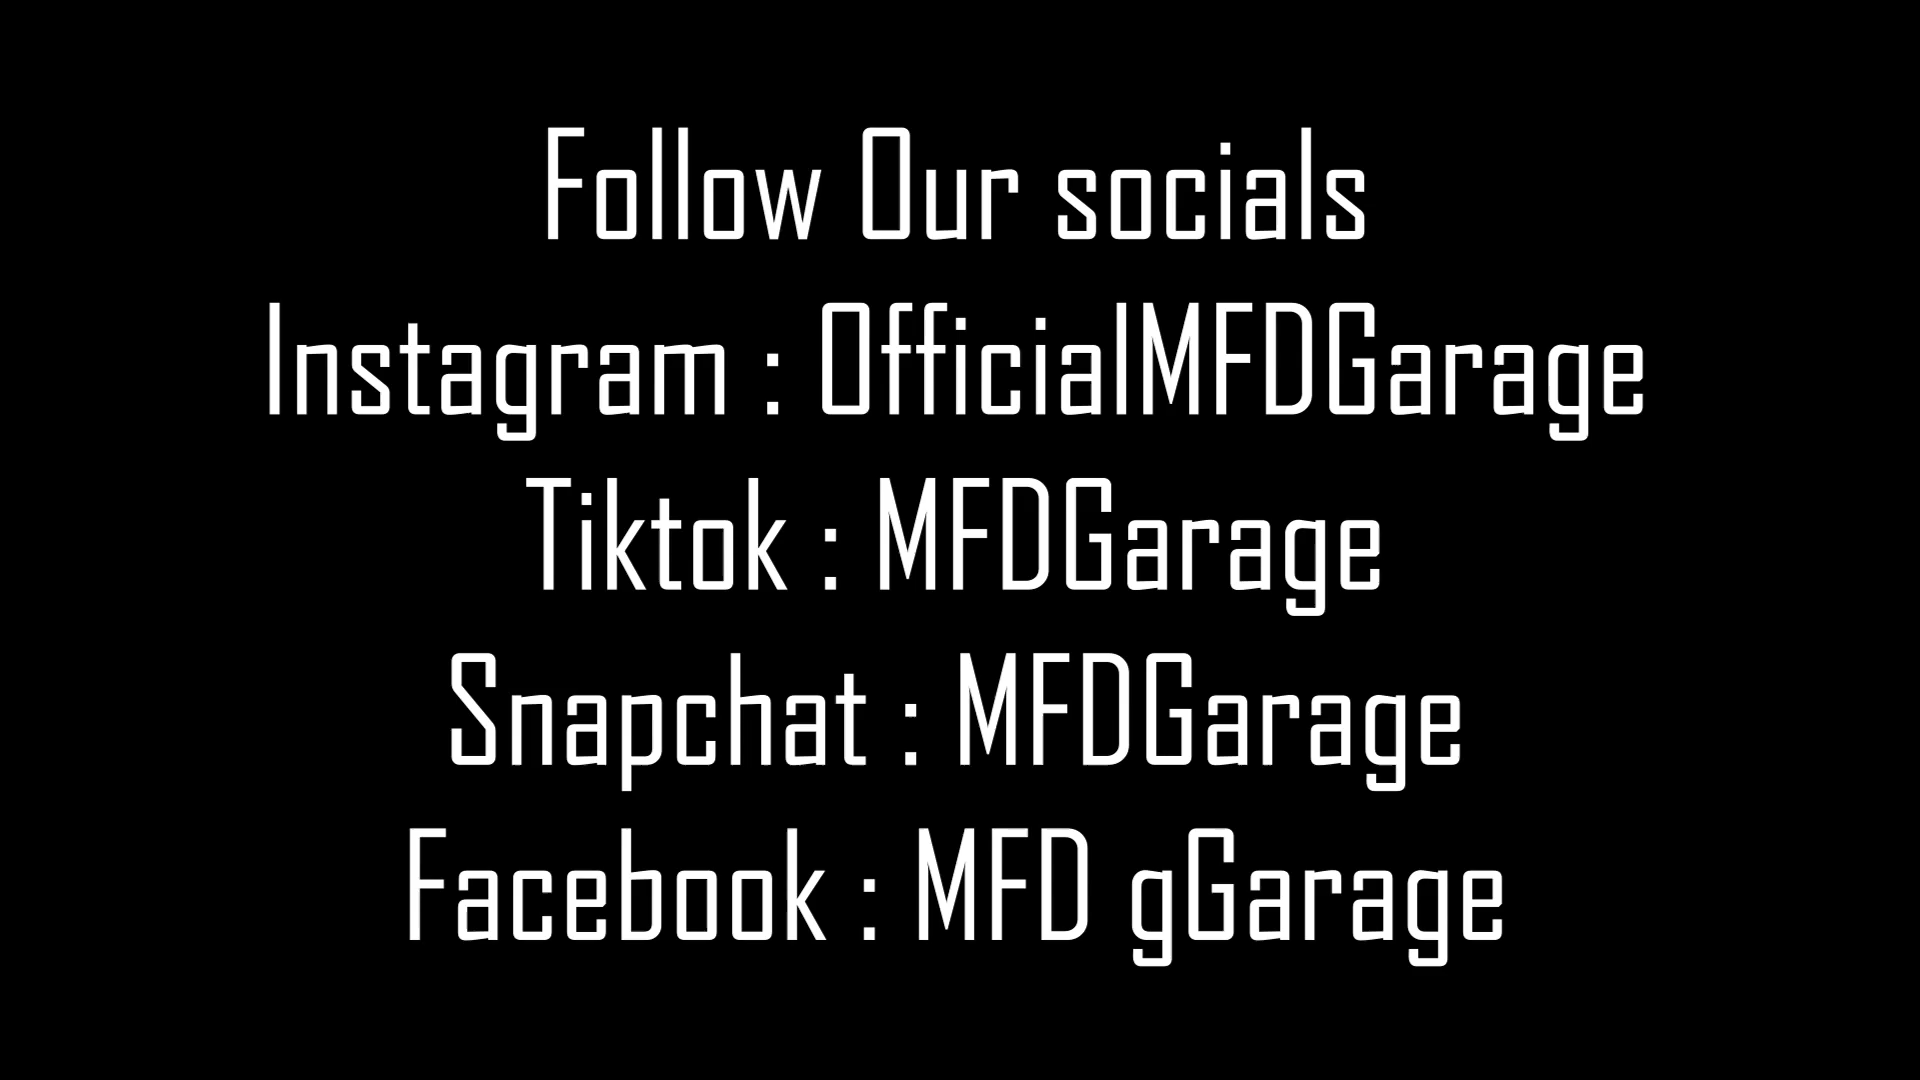 Follow Our socials
Instagram : OfficialMFDGarage
Tiktok : MFDGarage
Snapchat : MFDGarage
Facebook : MFD gGarage